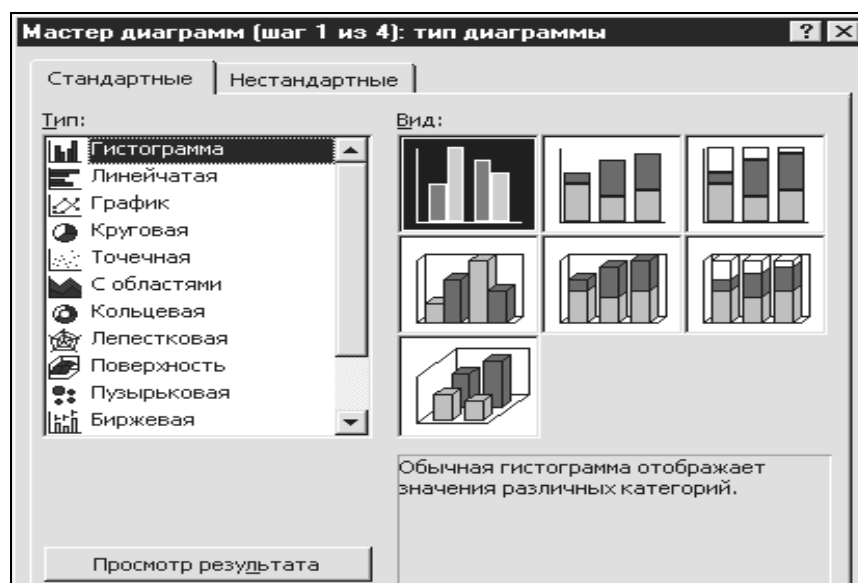 Мастер диаграмм (шаг 1 из 4): тип диаграммы
Стандартные
Нестандартные
Тип:
Вид:
Гистограмма
Линейчатая
График
Круговая
Точечная
С областями
Кольцевая
Лепестковая
Поверхность
Пузырьковая
Биржевая
Обычная гистограмма отображает
значения различных категорий.
Просмотр результата